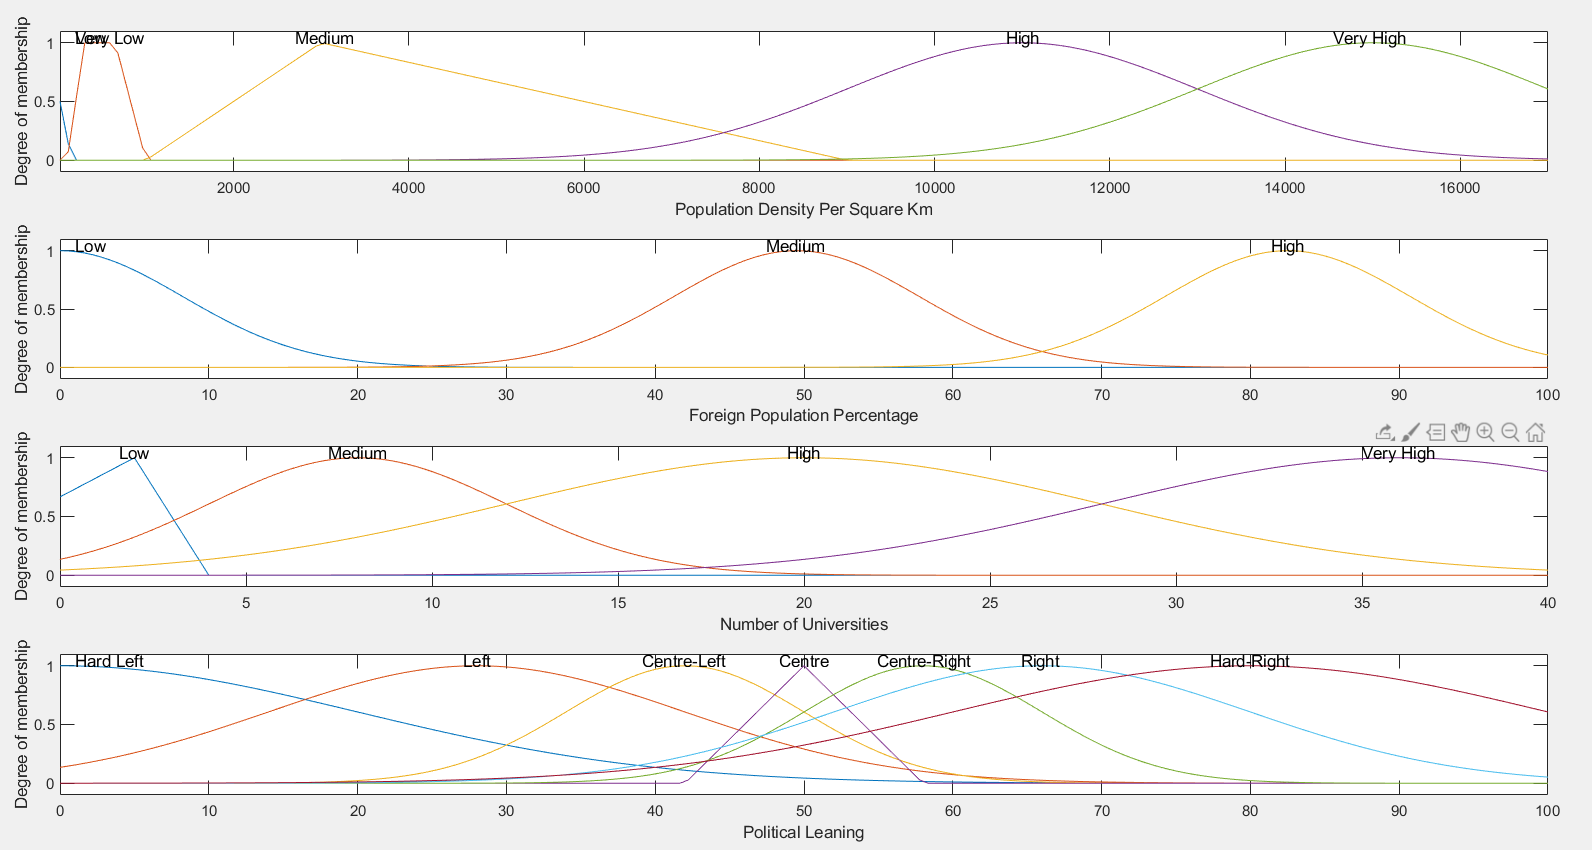 Degree of membership
1
0.5
0
Low Very Low Medium High Very High
2000 4000 6000 8000 10000 12000 14000 16000
Population Density Per Square Km
Degree of membership
1
0.5
0
Low Medium High
0 10 20 30 40 50 60 70 80 90 100
Foreign Population Percentage
Degree of membership
1
0.5
0
Low Medium High Very High
0 5 10 15 20 25 30 35 40
Number of Universities
Degree of membership
1
0.5
0
Hard Left Left Centre-Left Centre Centre-Right Right Hard-Right
0 10 20 30 40 50 60 70 80 90 100
Political Leaning